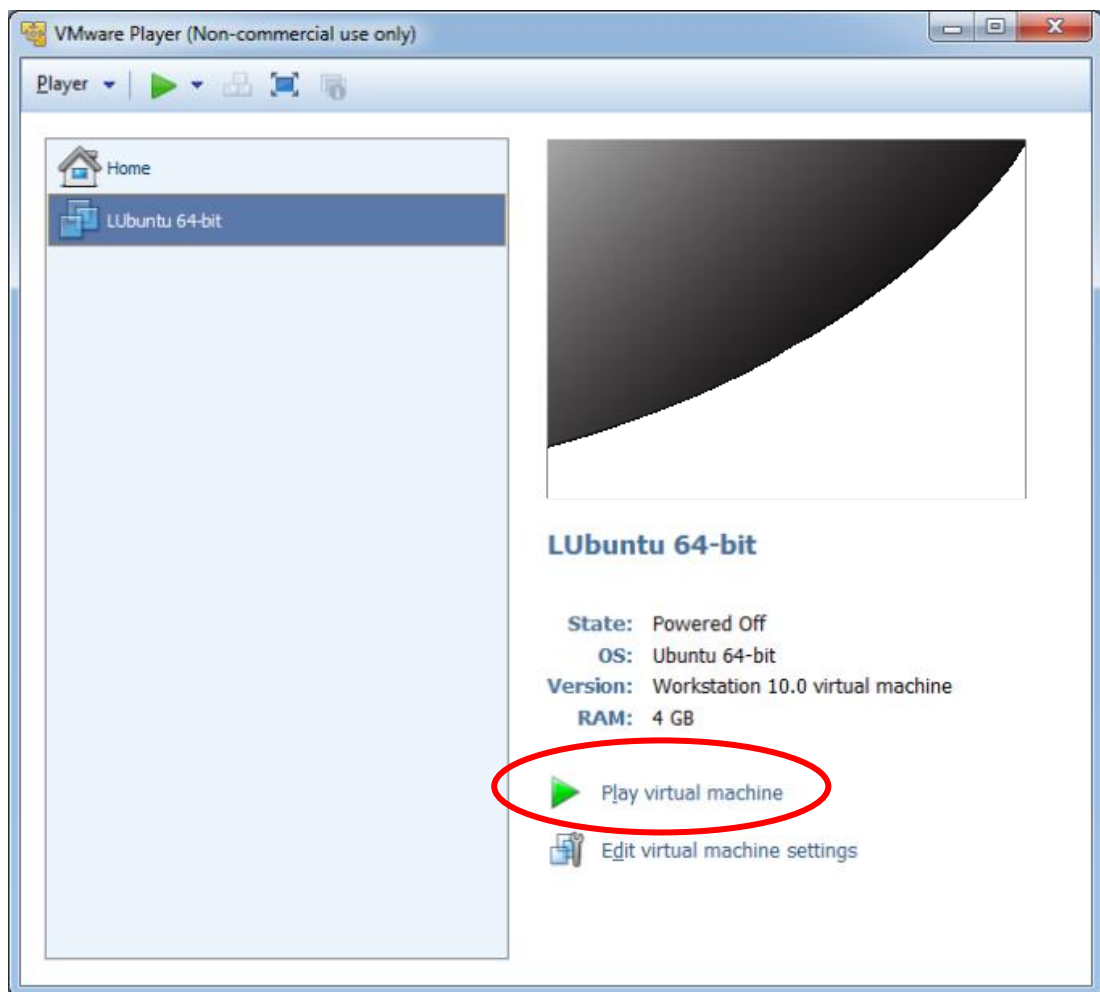 VMware Player (Non-commercial use only)
Player
Home
LUbuntu 64-bit
LUbuntu 64-bit
State: Powered Off
OS: Ubuntu 64-bit
Version: Workstation 10.0 virtual machine
RAM: 4 GB
Play virtual machine
Edit virtual machine settings